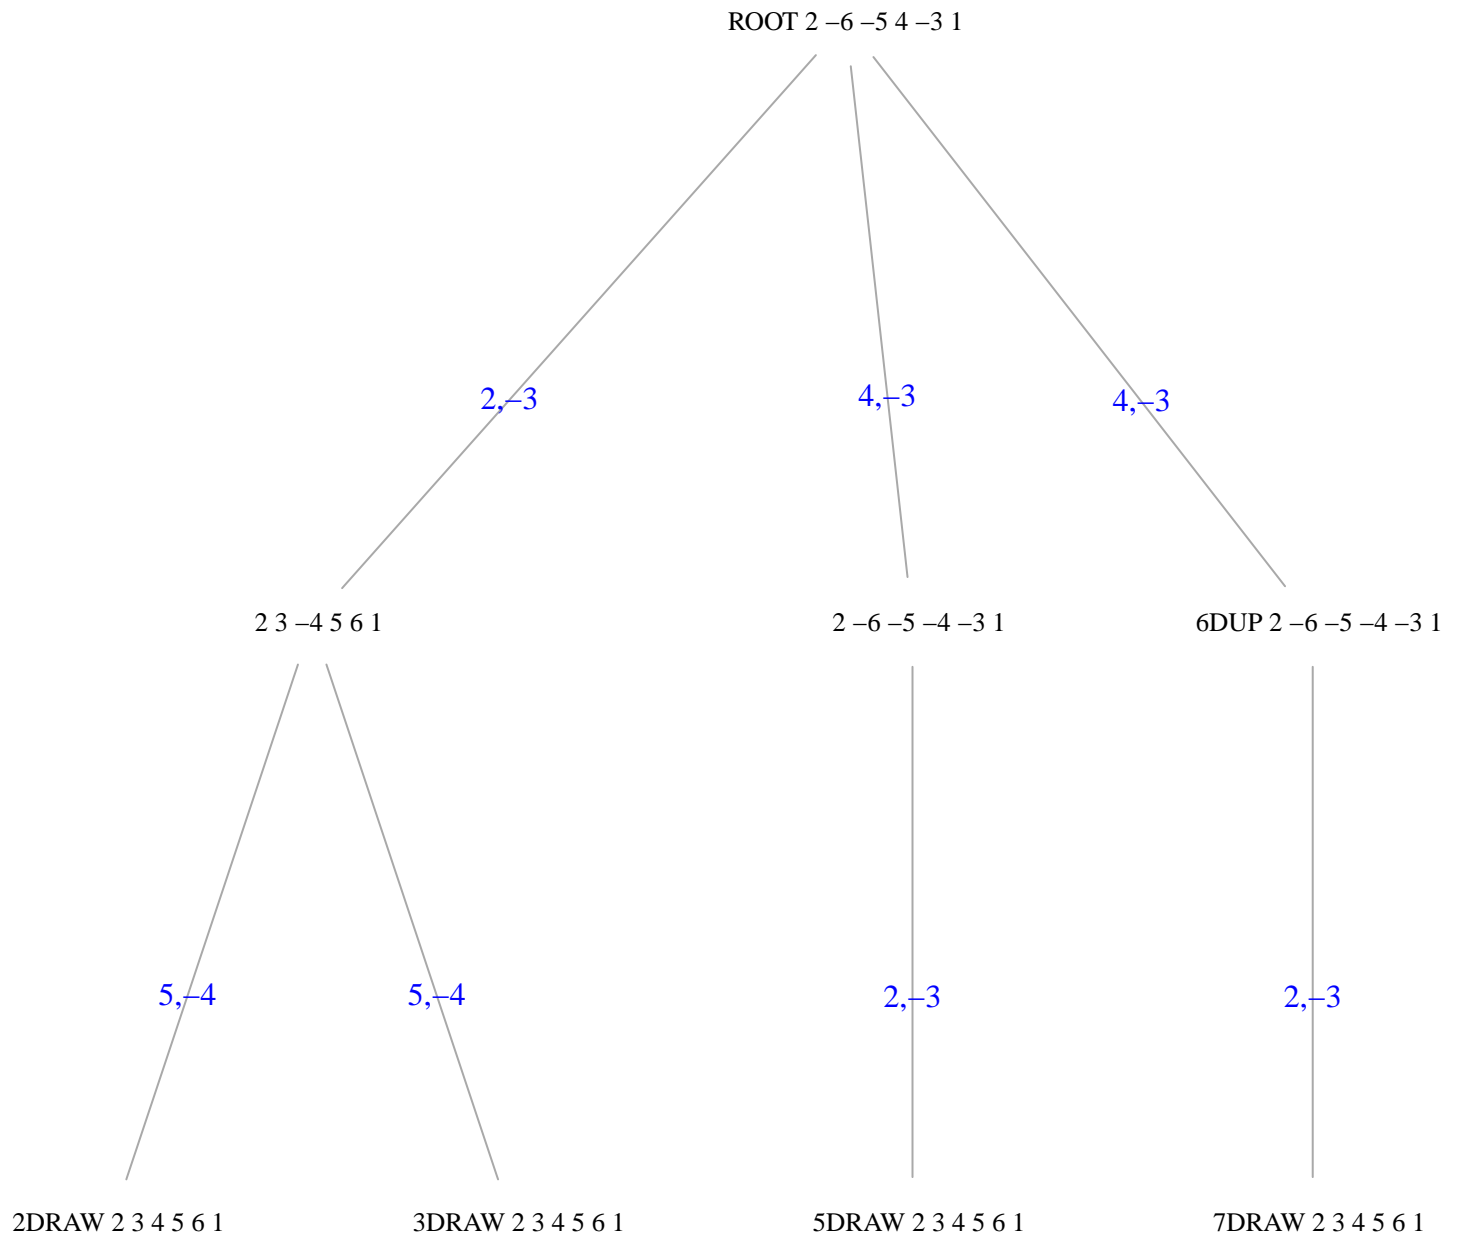 ROOT 2 –6 –5 4 –3 1
2,–3
4,–3
4,–3
2 3 –4 5 6 1
2 –6 –5 –4 –3 1
6DUP 2 –6 –5 –4 –3 1
5,–4
5,–4
2,–3
2,–3
2DRAW 2 3 4 5 6 1
3DRAW 2 3 4 5 6 1
5DRAW 2 3 4 5 6 1
7DRAW 2 3 4 5 6 1